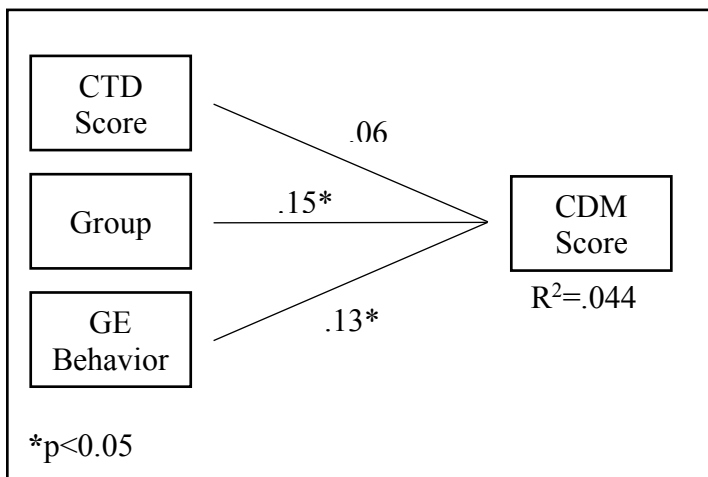 CTD
Score
.06
Group
.15*
CDM
Score
R²=.044
GE
Behavior
.13*
*p<0.05